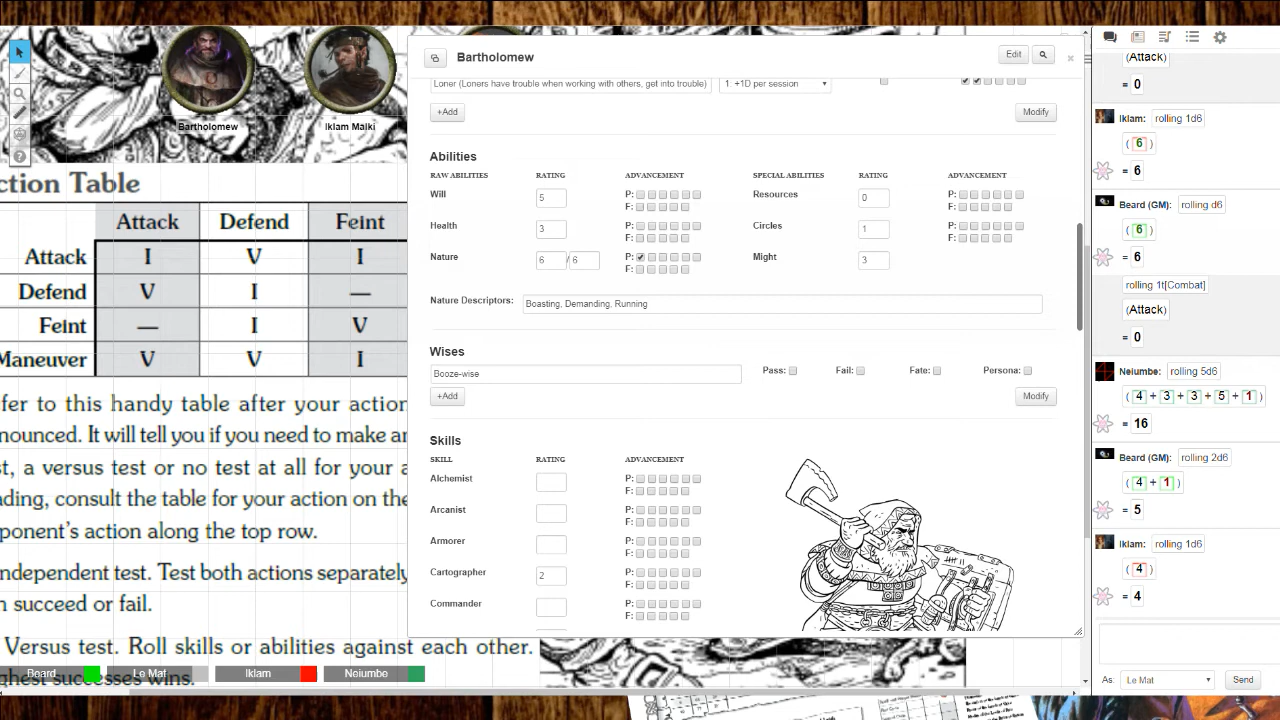 Bartholomew
Iklam Malki
ction Table
Attack Defend Feint
Attack I V I
Defend V I —
Feint — I V
Maneuver V V I
fer to this handy table after your action
nounced. It will tell you if you need to make an
st, a versus test or no test at all for your a
ading, consult the table for your action on the
ponent's action along the top row.
ndependent test. Test both actions separately
n succeed or fail.
Versus test. Roll skills or abilities against each other.
ghest successes wins.
Beard
Le Mat
Iklam
Neiumbe
Bartholomew
Edit
Loner (Loners have trouble when working with others, get into trouble)
1: +1D per session
+Add
Modify
Abilities
RAW ABILITIES RATING ADVANCEMENT SPECIAL ABILITIES RATING ADVANCEMENT
Will 5 P: Resources 0 P:
F: F:
Health 3 P: Circles 1 P:
F: F:
Nature 6 / 6 P: Might 3
F:
Nature Descriptors: Boasting, Demanding, Running
Wises
Booze-wise Pass: Fail: Fate: Persona:
+Add
Modify
Skills
SKILL RATING ADVANCEMENT
Alchemist P:
F:
Arcanist P:
F:
Armorer P:
F:
Cartographer 2 P:
F:
Commander P:
F:
(Attack)
= 0
Iklam: rolling 1d6
( 6 )
= 6
Beard (GM): rolling d6
( 6 )
= 6
rolling 1t[Combat]
(Attack)
= 0
Neiumbe: rolling 5d6
( 4 + 3 + 3 + 5 + 1 )
= 16
Beard (GM): rolling 2d6
( 4 + 1 )
= 5
Iklam: rolling 1d6
( 4 )
= 4
As: Le Mat
Send